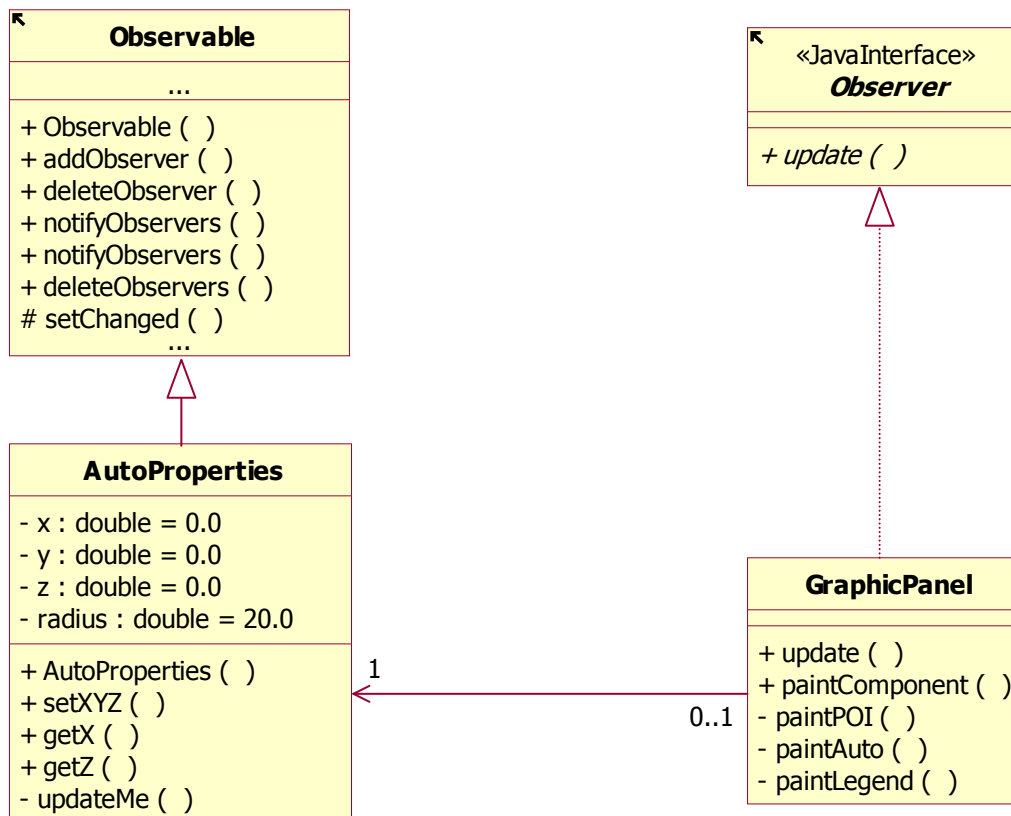 Observable
...
+ Observable ( )
+ addObserver ( )
+ deleteObserver ( )
+ notifyObservers ( )
+ notifyObservers ( )
+ deleteObservers ( )
# setChanged ( )
...
«JavaInterface»
Observer
+ update ( )
AutoProperties
- x : double = 0.0
- y : double = 0.0
- z : double = 0.0
- radius : double = 20.0
+ AutoProperties ( )
+ setXYZ ( )
+ getX ( )
+ getZ ( )
- updateMe ( )
1
0..1
GraphicPanel
+ update ( )
+ paintComponent ( )
- paintPOI ( )
- paintAuto ( )
- paintLegend ( )